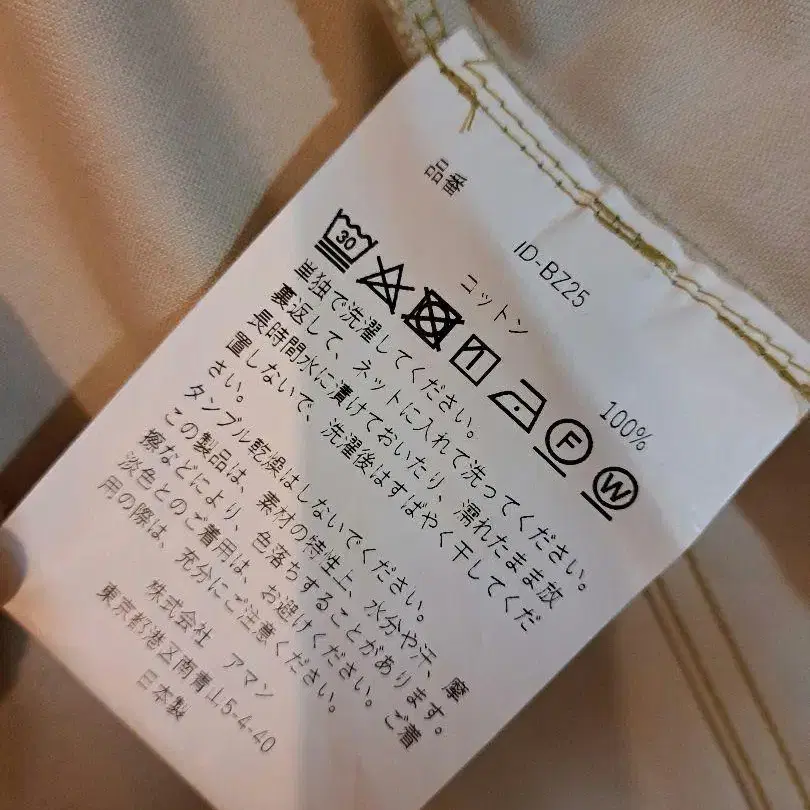 品番 ID-BZ25
コットン 100%
30
F
W
単独で洗濯してください。
裏返して、ネットに入れて洗ってください。
長時間水に漬けておいたり、濡れたまま放
置しないで、洗濯後はすばやく干してくだ
さい。
タンブル乾燥はしないでください。
この製品は、素材の特性上、水分や汗、摩
擦などにより、色落ちすることがあります。
淡色とのご着用は、お避けください。ご着
用の際は、充分にご注意ください。
株式会社 アマン
東京都港区南青山5-4-40
日本製